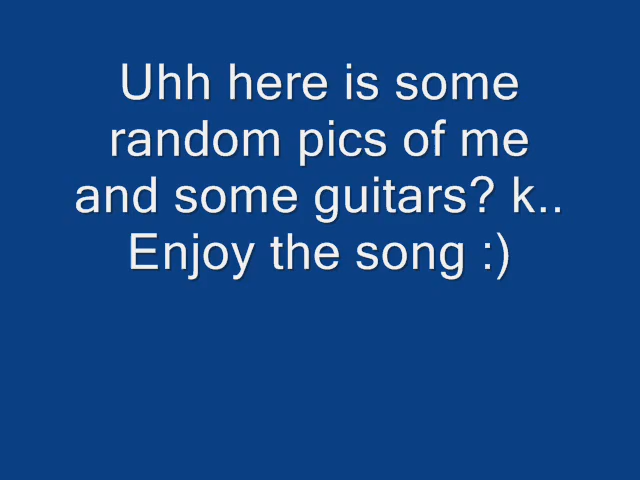 Uhh here is some
random pics of me
and some guitars? k..
Enjoy the song :)